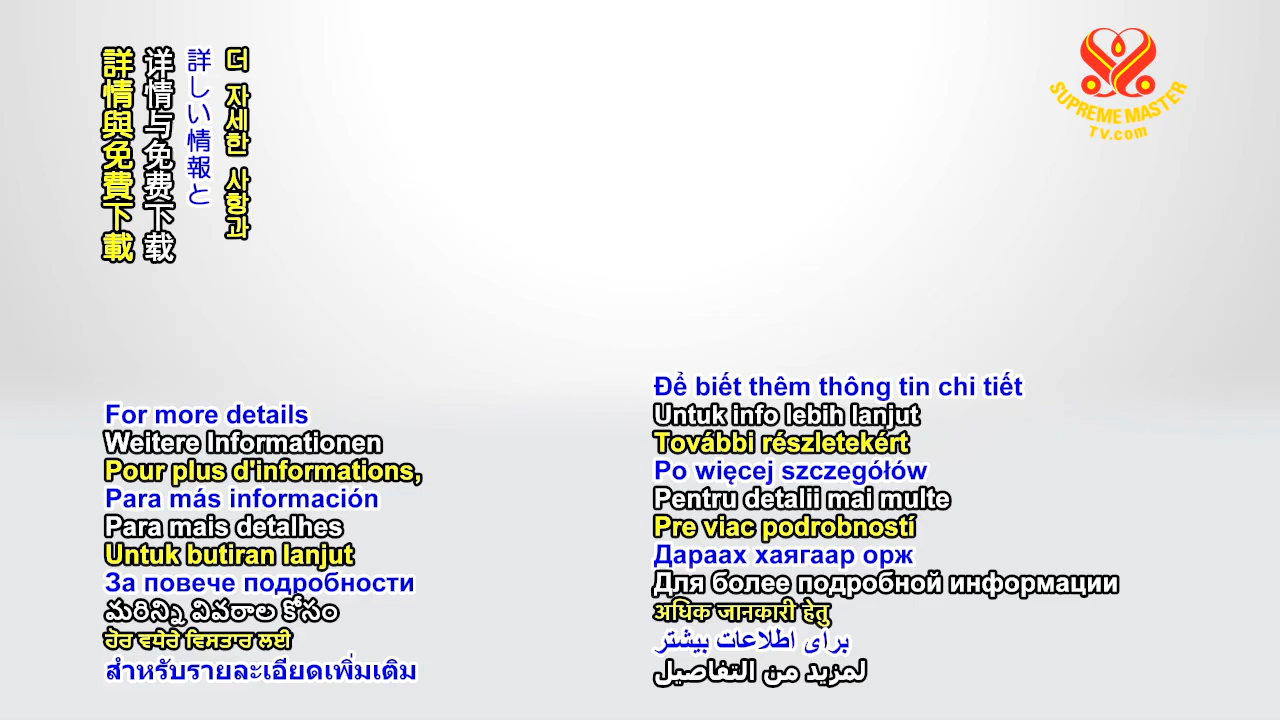 詳情與免費下載
详情与免费下载
詳しい情報と
더 자세한 사항과
SUPREME MASTER
TV.com
For more details
Weitere Informationen
Pour plus d'informations,
Para más información
Para mais detalhes
Untuk butiran lanjut
За повече подробности
మరిన్ని వివరాల కోసం
ਹੋਰ ਵਧੇਰੇ ਵਿਸਤਾਰ ਲਈ
สำหรับรายละเอียดเพิ่มเติม
Để biết thêm thông tin chi tiết
Untuk info lebih lanjut
További részletekért
Po więcej szczegółów
Pentru detalii mai multe
Pre viac podrobností
Дараах хаягаар орж
Для более подробной информации
अधिक जानकारी हेतु
برای اطلاعات بیشتر
لمزيد من التفاصيل